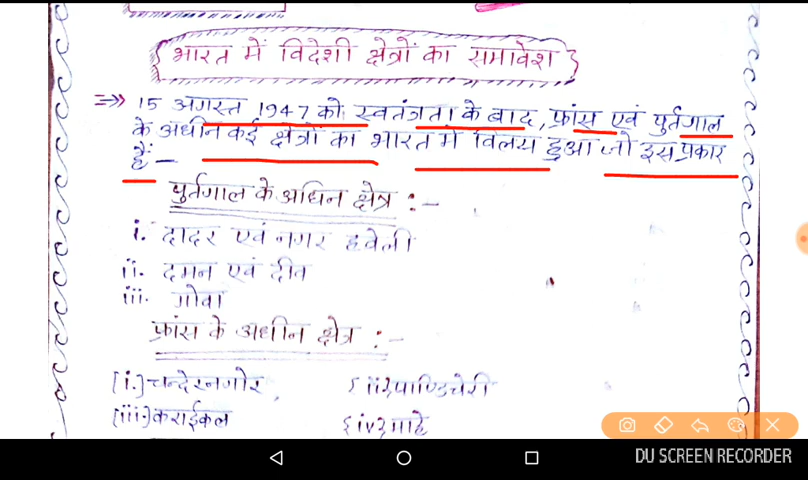 भारत में विदेशी क्षेत्रों का समावेश
⇒ 15 अगस्त 1947 को स्वतंत्रता के बाद, फ्रांस एवं पुर्तगाल
के अधीन कई क्षेत्रों का भारत में विलय हुआ जो इस प्रकार
हैं -
पुर्तगाल के अधिन क्षेत्र :-
i. दादर एवं नगर हवेली
ii. दमन एवं दीव
iii. गोवा
फ्रांस के अधीन क्षेत्र :-
[i.] चन्देरनगोर, {ii} पाण्डिचेरी
[iii.] कराईकल {iv} माहे
DU SCREEN RECORDER